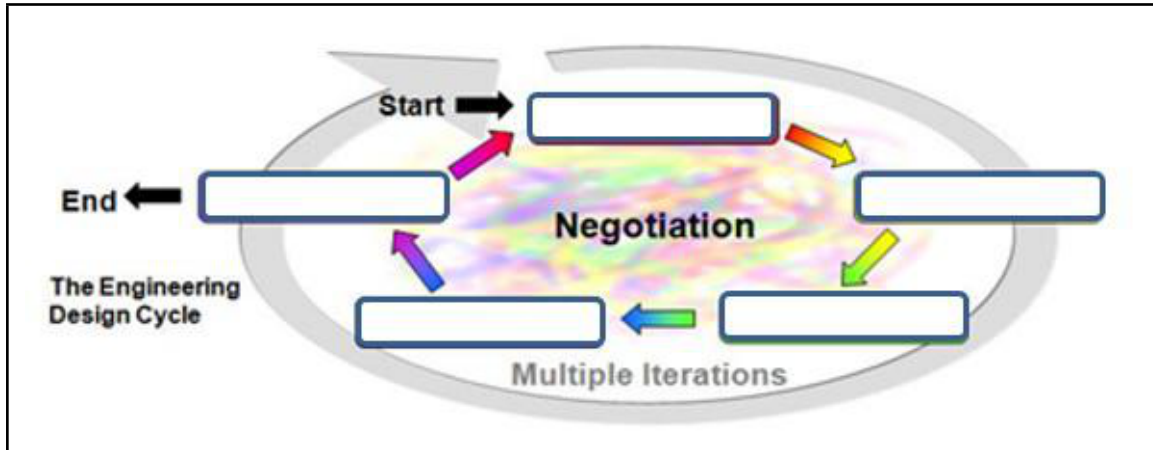 Start
End
Negotiation
The Engineering
Design Cycle
Multiple Iterations